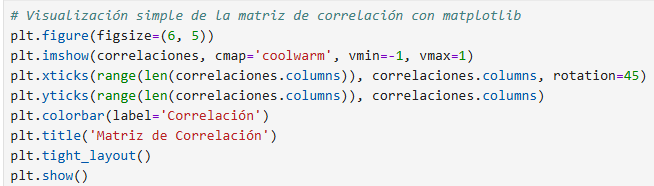 # Visualización simple de la matriz de correlación con matplotlib
plt.figure(figsize=(6, 5))
plt.imshow(correlaciones, cmap='coolwarm', vmin=-1, vmax=1)
plt.xticks(range(len(correlaciones.columns)), correlaciones.columns, rotation=45)
plt.yticks(range(len(correlaciones.columns)), correlaciones.columns)
plt.colorbar(label='Correlación')
plt.title('Matriz de Correlación')
plt.tight_layout()
plt.show()